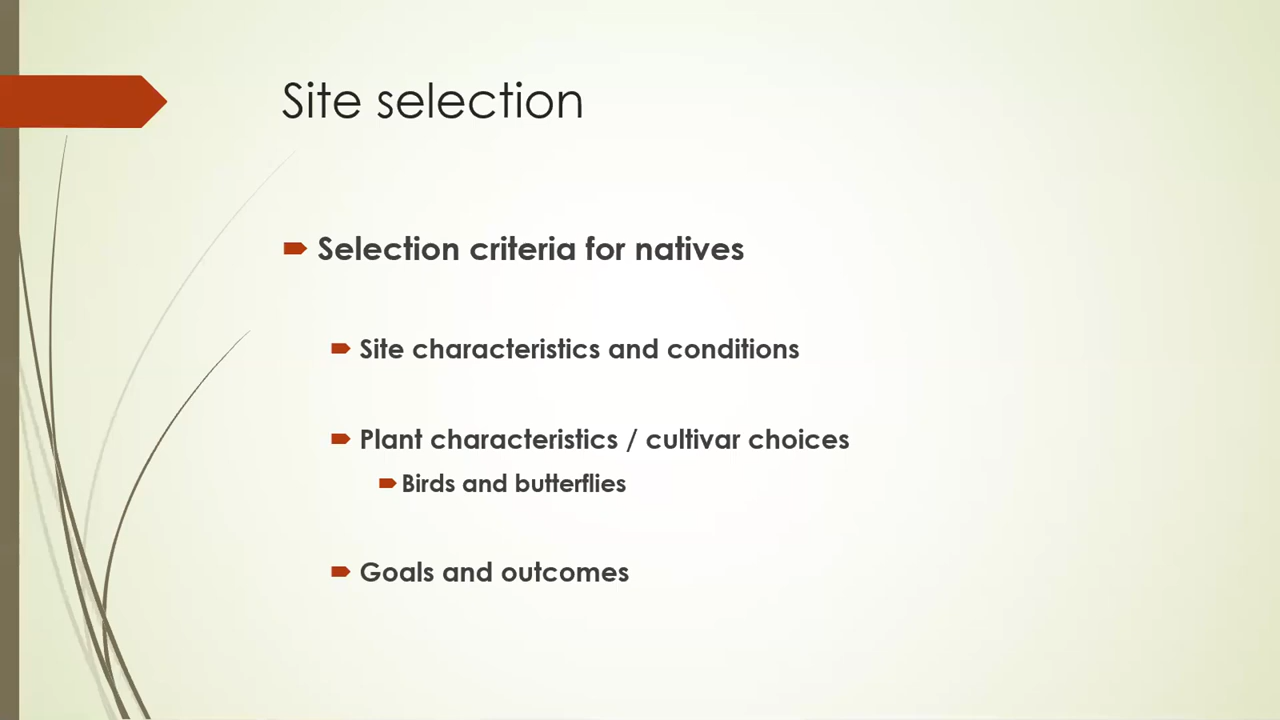 Site selection
Selection criteria for natives
Site characteristics and conditions
Plant characteristics / cultivar choices
Birds and butterflies
Goals and outcomes